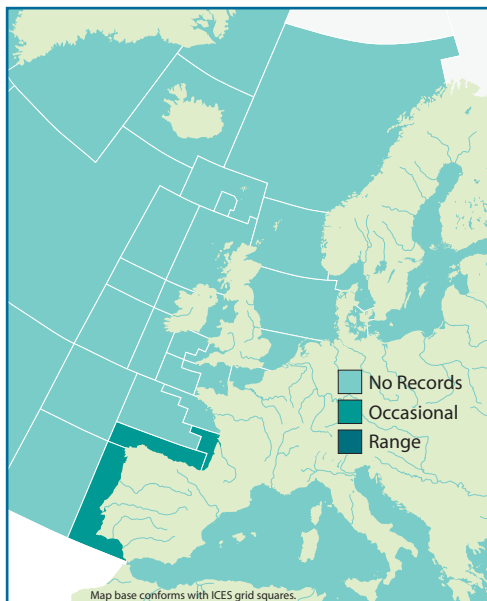 No Records
Occasional
Range
Map base conforms with ICES grid squares.